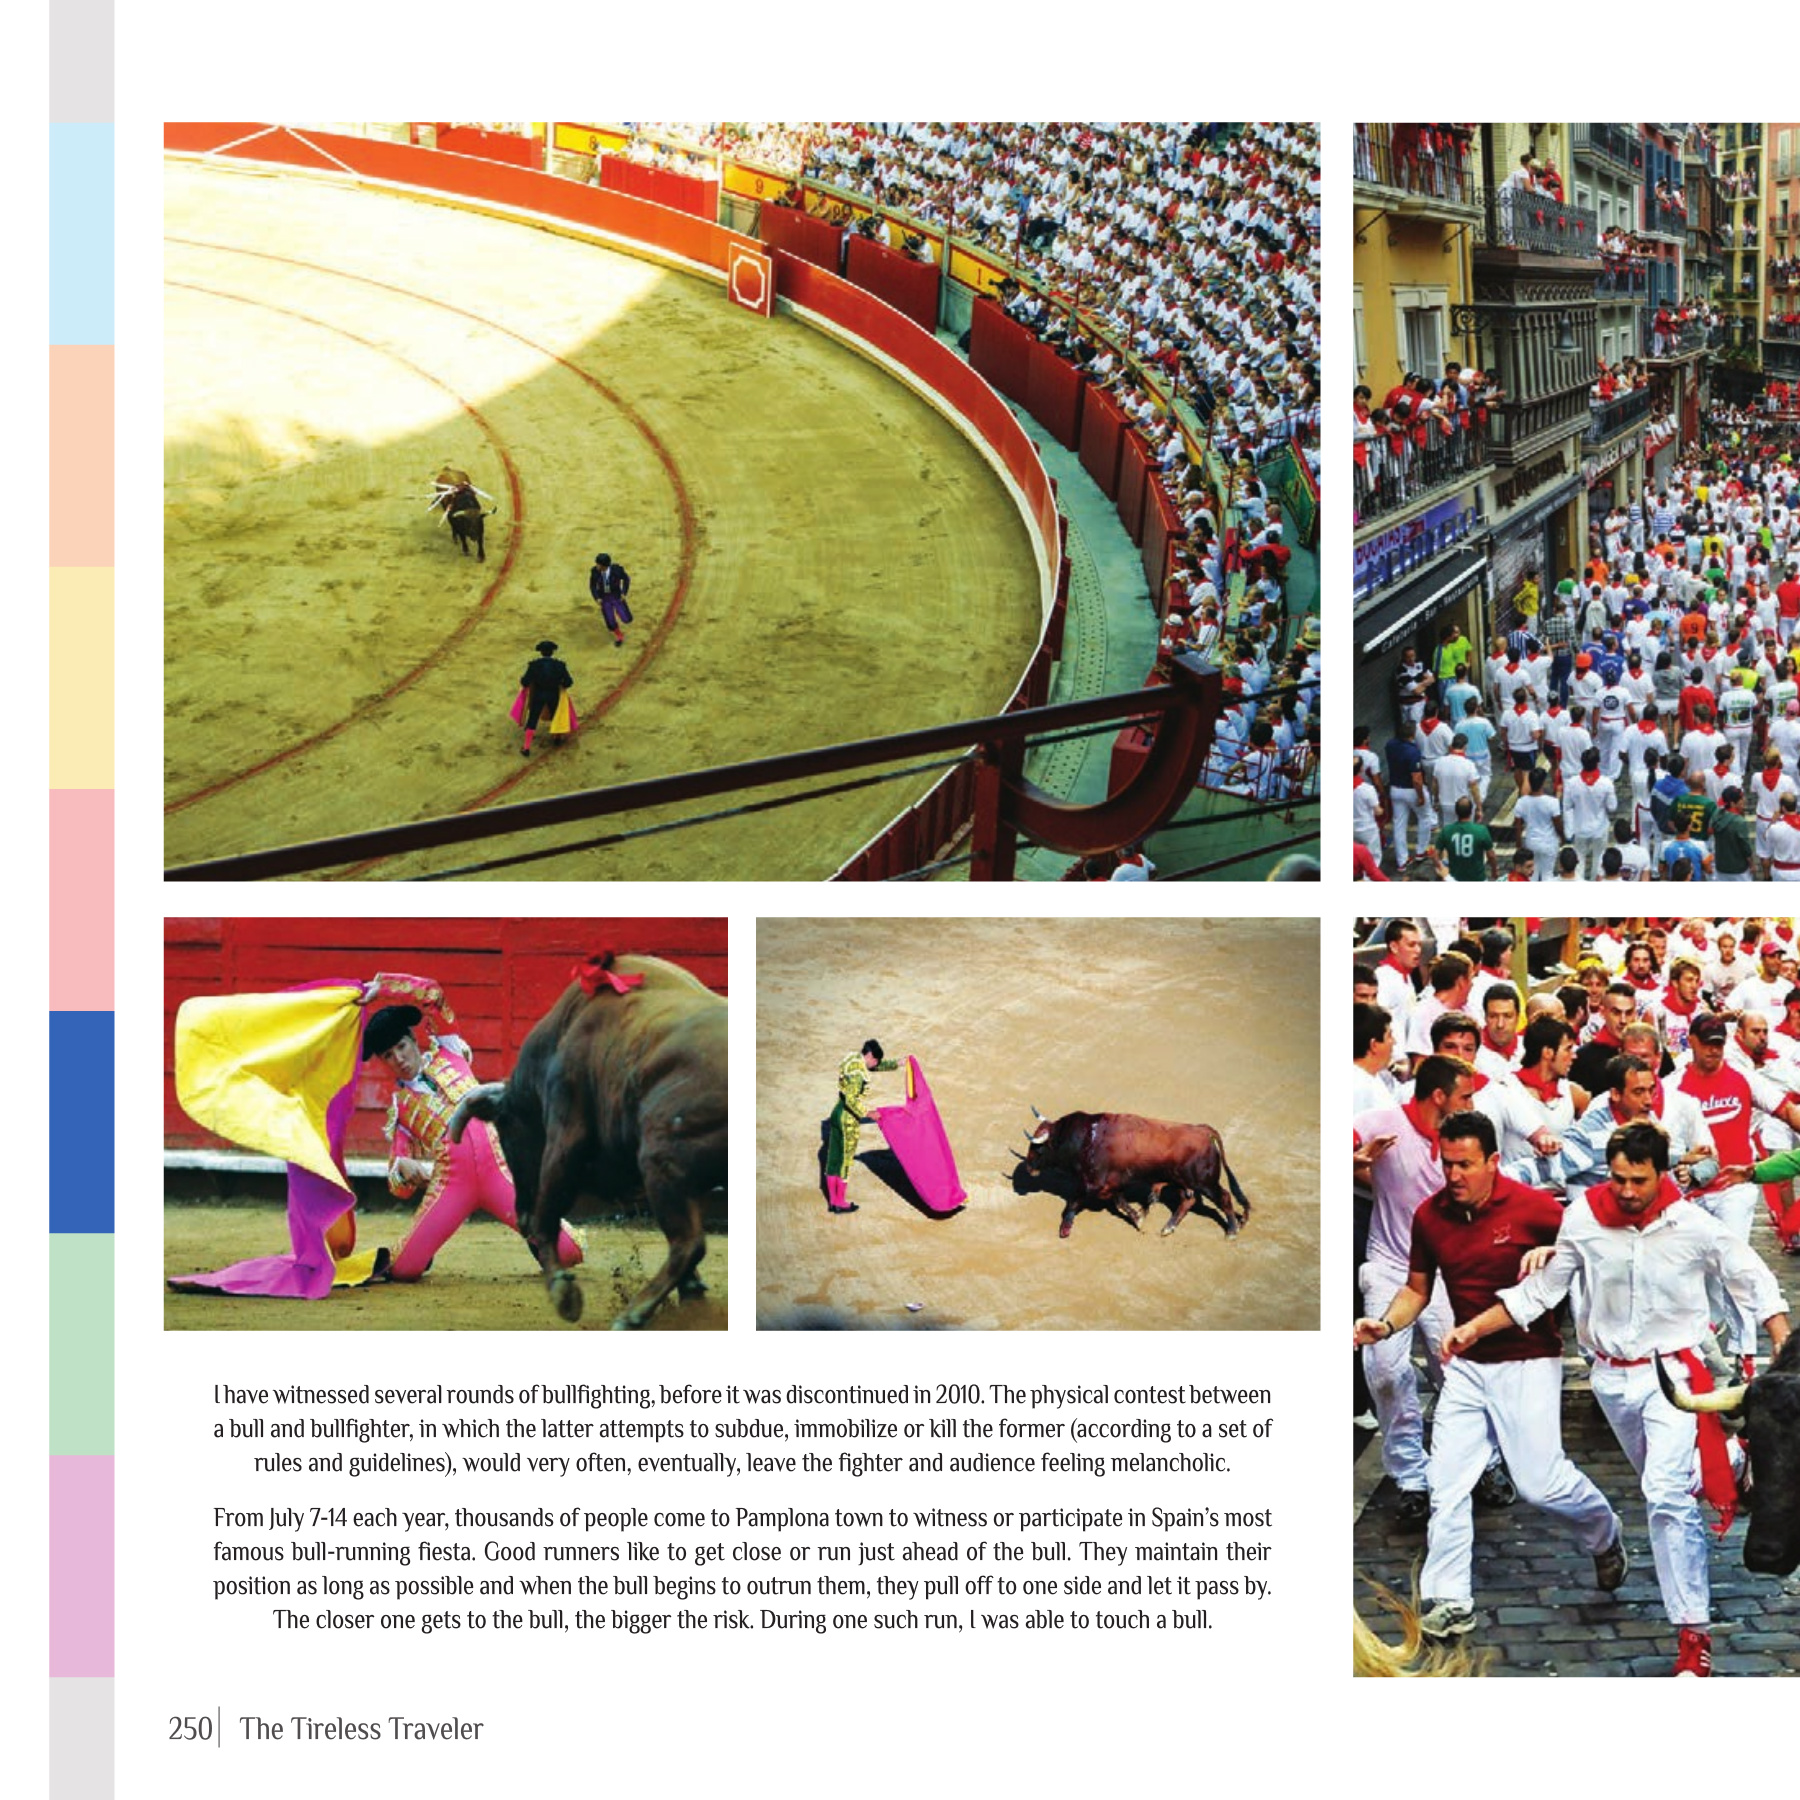 8
9
1
18
5
eluxe
I have witnessed several rounds of bullfighting, before it was discontinued in 2010. The physical contest between
a bull and bullfighter, in which the latter attempts to subdue, immobilize or kill the former (according to a set of
rules and guidelines), would very often, eventually, leave the fighter and audience feeling melancholic.
From July 7-14 each year, thousands of people come to Pamplona town to witness or participate in Spain’s most
famous bull-running fiesta. Good runners like to get close or run just ahead of the bull. They maintain their
position as long as possible and when the bull begins to outrun them, they pull off to one side and let it pass by.
The closer one gets to the bull, the bigger the risk. During one such run, I was able to touch a bull.
250 The Tireless Traveler